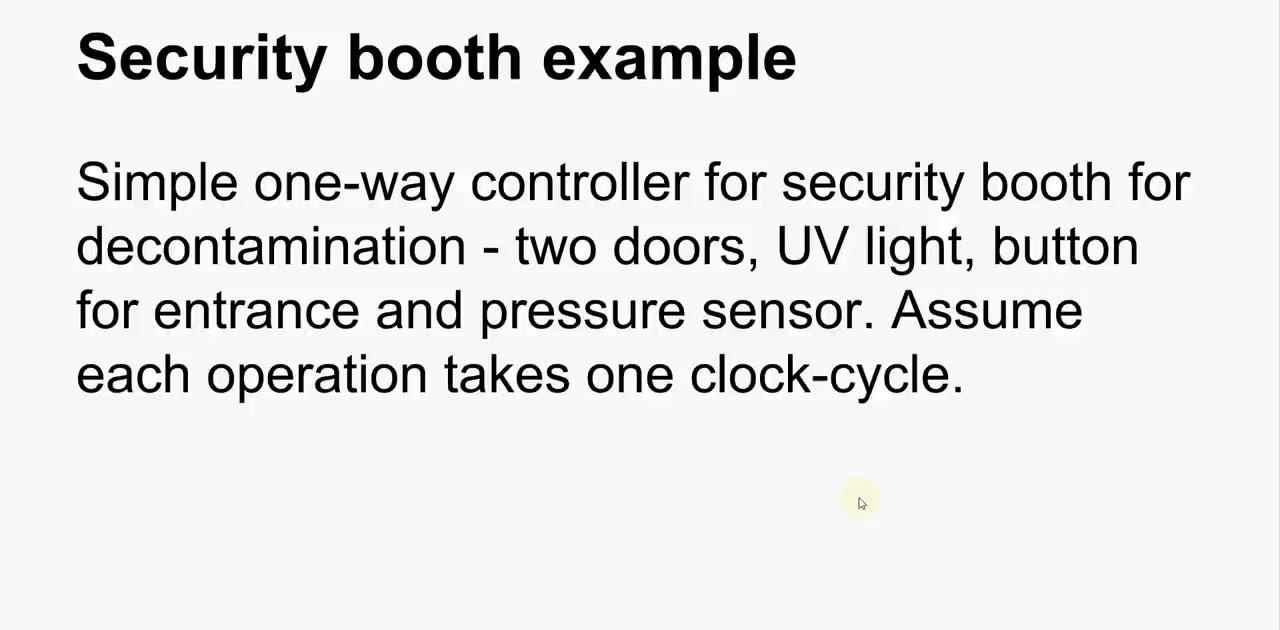 Security booth example
Simple one-way controller for security booth for
decontamination - two doors, UV light, button
for entrance and pressure sensor. Assume
each operation takes one clock-cycle.